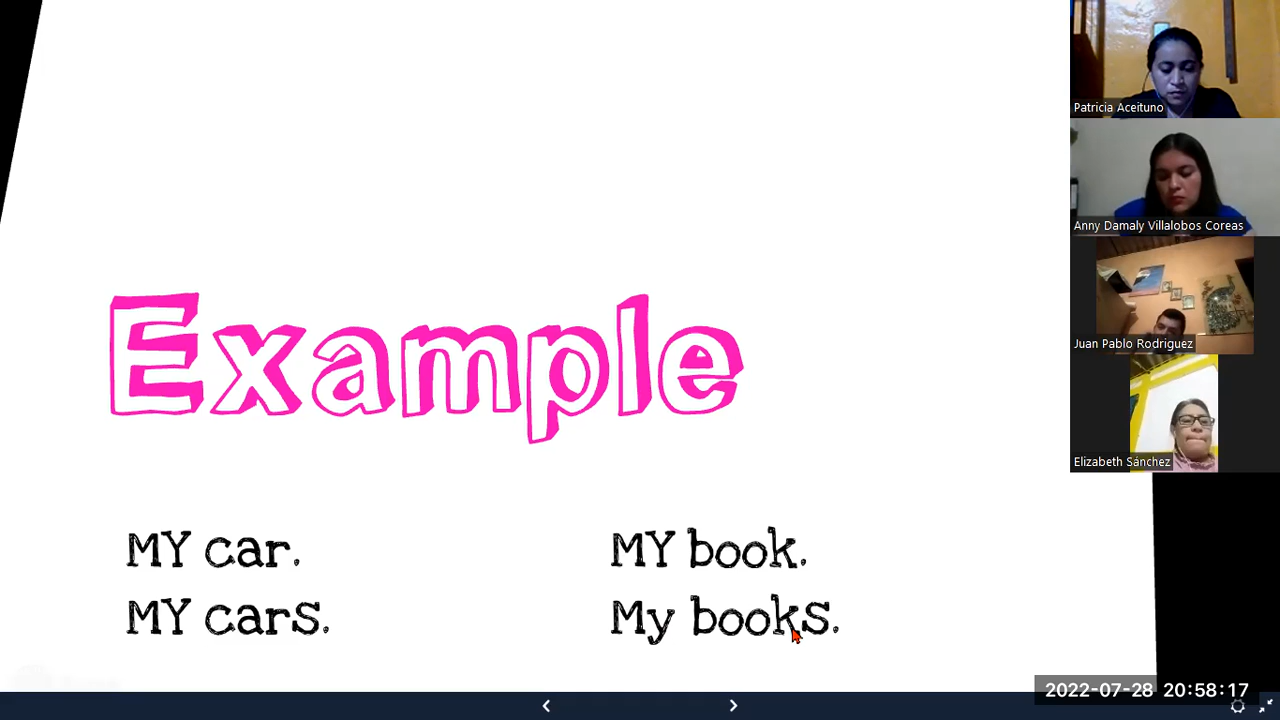 Example
MY car.
MY cars.
MY book.
My books.
Patricia Aceituno
Anny Damaly Villalobos Coreas
Juan Pablo Rodriguez
Elizabeth Sánchez
2022-07-28 20:58:17